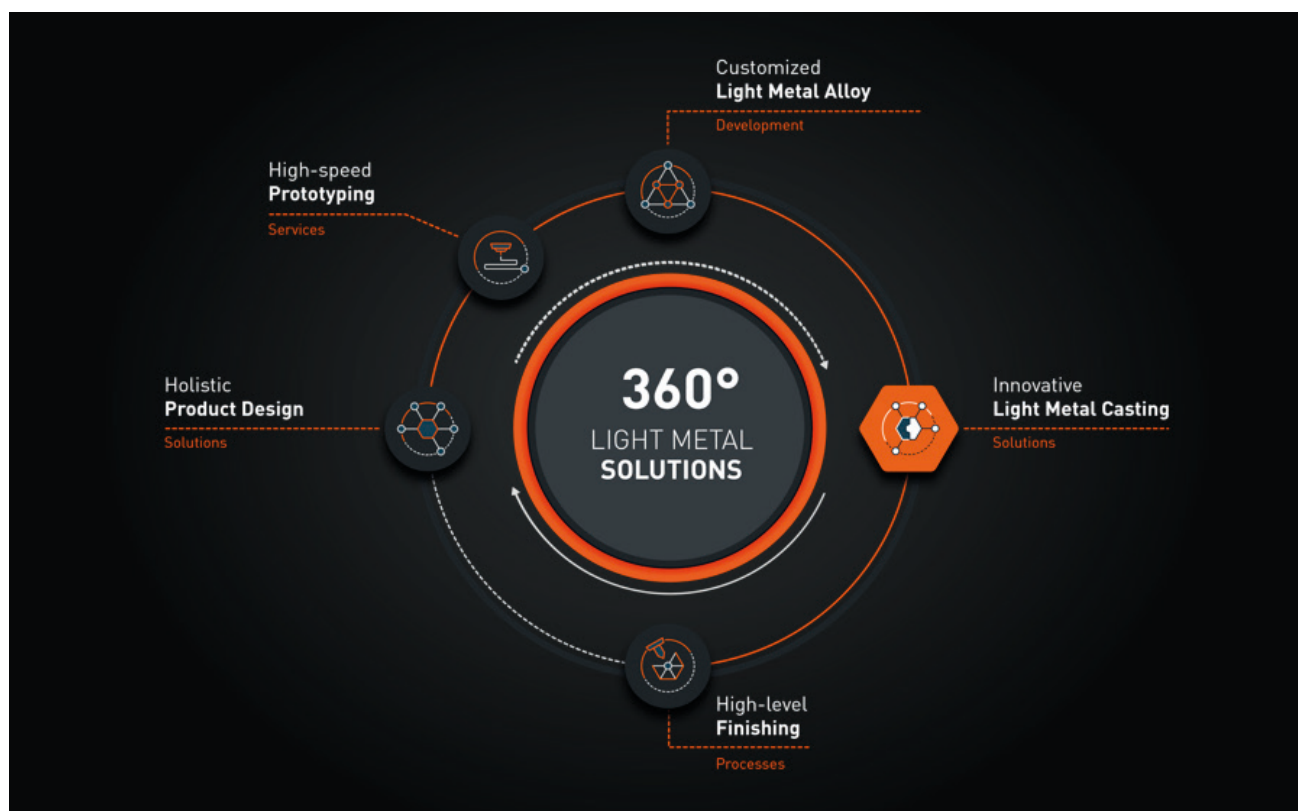 Customized
Light Metal Alloy
Development
High-speed
Prototyping
Services
Holistic
Product Design
Solutions
360°
LIGHT METAL
SOLUTIONS
Innovative
Light Metal Casting
Solutions
High-level
Finishing
Processes